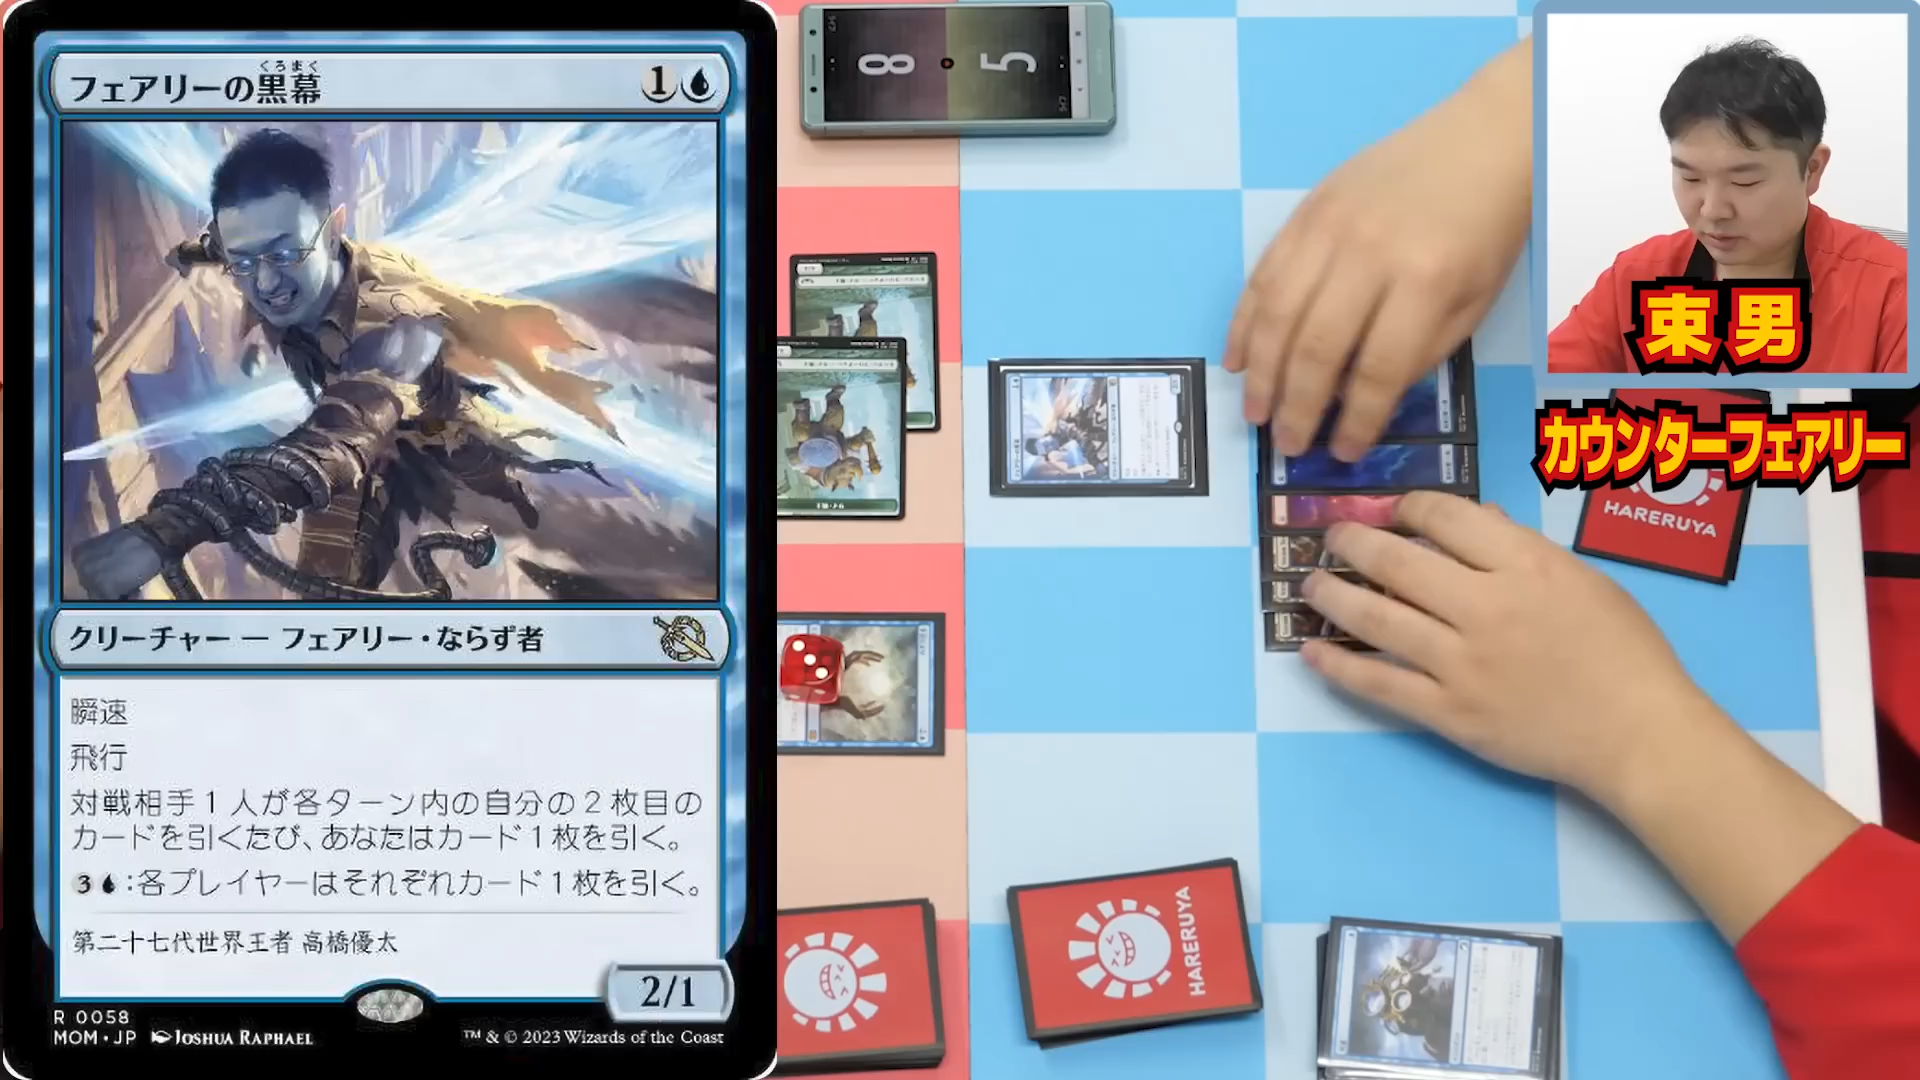 フェアリーの黒幕
くろまく
1
クリーチャー — フェアリー・ならず者
瞬速
飛行
対戦相手1人が各ターン内の自分の2枚目の
カードを引くたび、あなたはカード1枚を引く。
3 :各プレイヤーはそれぞれカード1枚を引く。
第二十七代世界王者 高橋優太
2/1
R 0058
MOM・JP JOSHUA RAPHAEL
™ & © 2023 Wizards of the Coast
8
5
束男
カウンターフェアリー
HARERUYA
HARERUYA